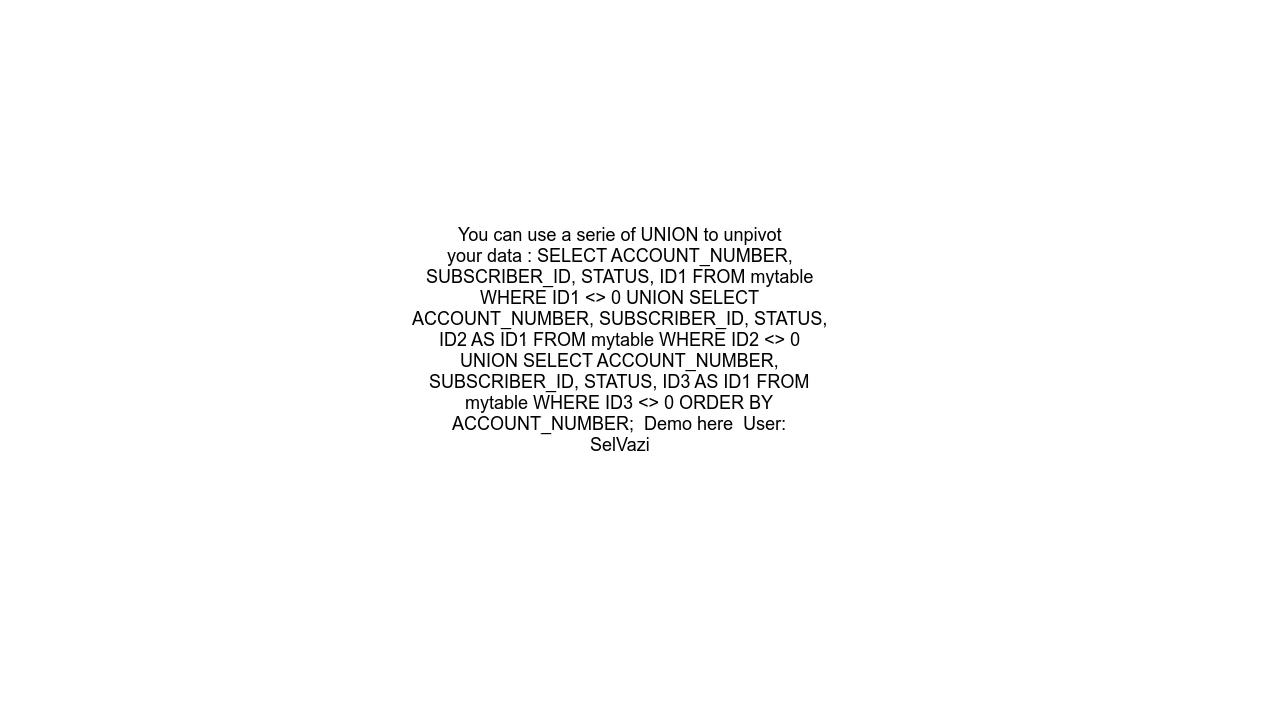 You can use a serie of UNION to unpivot
your data : SELECT ACCOUNT_NUMBER,
SUBSCRIBER_ID, STATUS, ID1 FROM mytable
WHERE ID1 <> 0 UNION SELECT
ACCOUNT_NUMBER, SUBSCRIBER_ID, STATUS,
ID2 AS ID1 FROM mytable WHERE ID2 <> 0
UNION SELECT ACCOUNT_NUMBER,
SUBSCRIBER_ID, STATUS, ID3 AS ID1 FROM
mytable WHERE ID3 <> 0 ORDER BY
ACCOUNT_NUMBER;  Demo here  User:
SelVazi